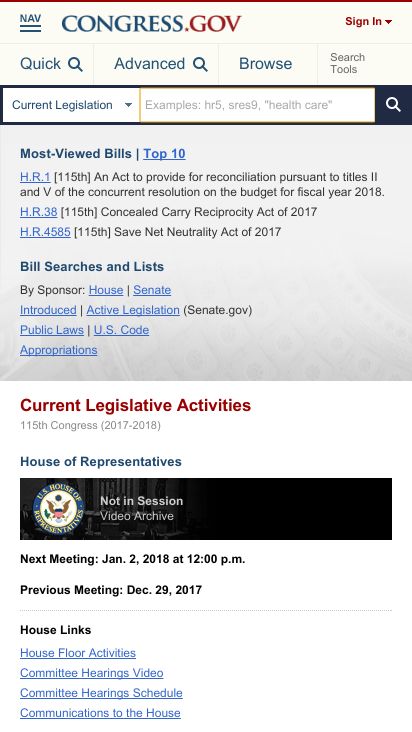 NAV
CONGRESS.GOV
Sign In
Quick
Advanced
Browse
Search
Tools
Current Legislation
Examples: hr5, sres9, "health care"
Most-Viewed Bills | Top 10
H.R.1 [115th] An Act to provide for reconciliation pursuant to titles II
and V of the concurrent resolution on the budget for fiscal year 2018.
H.R.38 [115th] Concealed Carry Reciprocity Act of 2017
H.R.4585 [115th] Save Net Neutrality Act of 2017
Bill Searches and Lists
By Sponsor: House | Senate
Introduced | Active Legislation (Senate.gov)
Public Laws | U.S. Code
Appropriations
Current Legislative Activities
115th Congress (2017-2018)
House of Representatives
U.S. HOUSE OF
REPRESENTATIVES
Not in Session
Video Archive
Next Meeting: Jan. 2, 2018 at 12:00 p.m.
Previous Meeting: Dec. 29, 2017
House Links
House Floor Activities
Committee Hearings Video
Committee Hearings Schedule
Communications to the House